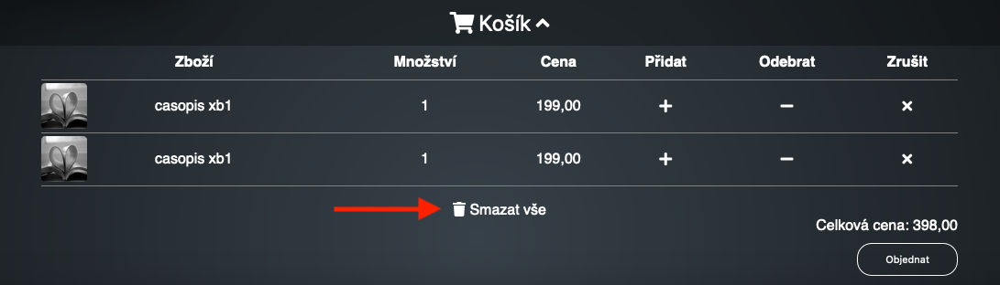 Košík
Zboží Množství Cena Přidat Odebrat Zrušit
casopis xb1 1 199,00
casopis xb1 1 199,00
Smazat vše
Celková cena: 398,00
Objednat